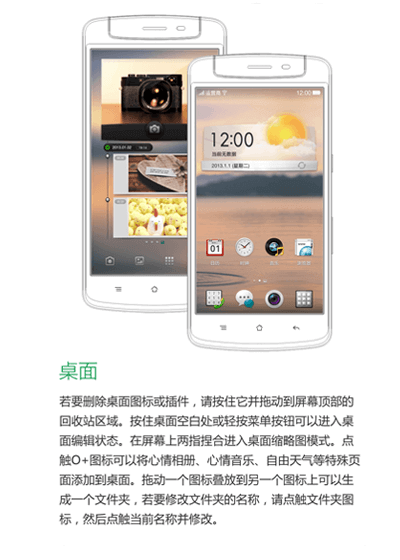 运营商
12:00
12:00
当前无数据
2013.1.1 (星期二)
2013.01.22
01
桌面
若要删除桌面图标或插件，请按住它并拖动到屏幕顶部的
回收站区域。按住桌面空白处或轻按菜单按钮可以进入桌
面编辑状态。在屏幕上两指捏合进入桌面缩略图模式。点
触O+图标可以将心情相册、心情音乐、自由天气等特殊页
面添加到桌面。拖动一个图标叠放到另一个图标上可以生
成一个文件夹，若要修改文件夹的名称，请点触文件夹图
标，然后点触当前名称并修改。